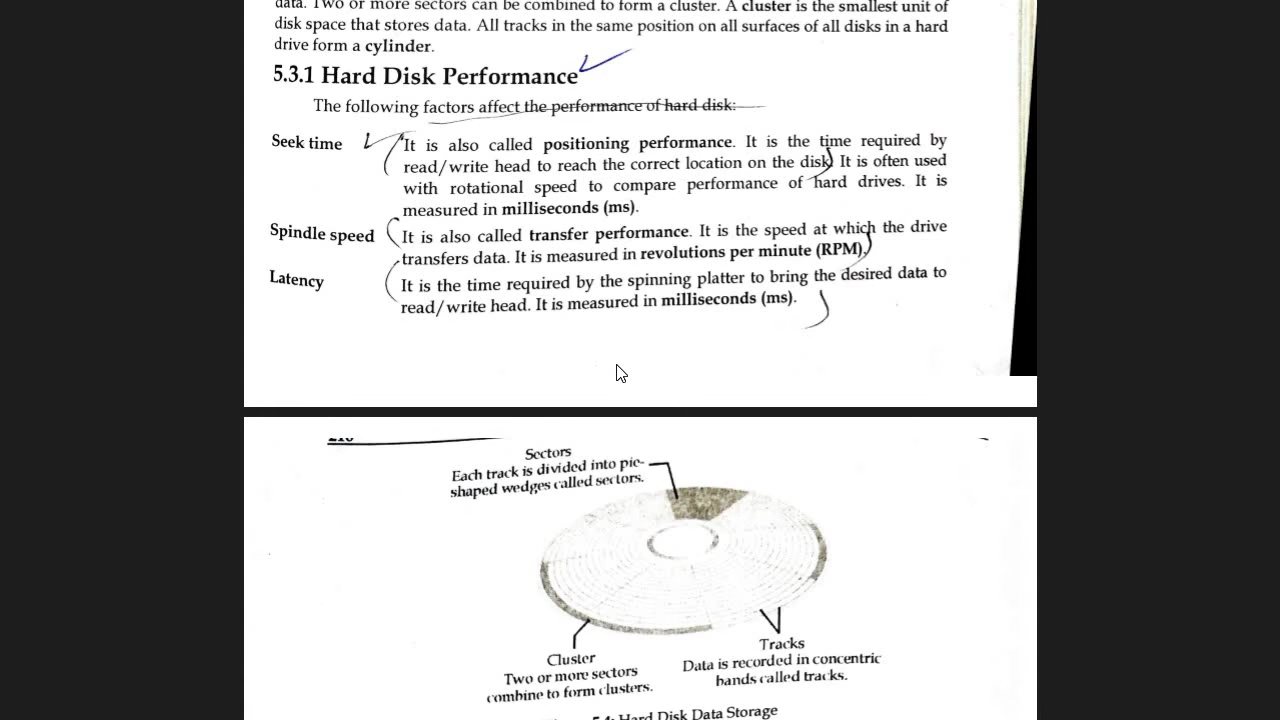 data. Two or more sectors can be combined to form a cluster. A cluster is the smallest unit of
disk space that stores data. All tracks in the same position on all surfaces of all disks in a hard
drive form a cylinder.
5.3.1 Hard Disk Performance
The following factors affect the performance of hard disk:
Seek time It is also called positioning performance. It is the time required by
read/write head to reach the correct location on the disk. It is often used
with rotational speed to compare performance of hard drives. It is
measured in milliseconds (ms).
Spindle speed It is also called transfer performance. It is the speed at which the drive
transfers data. It is measured in revolutions per minute (RPM).
Latency It is the time required by the spinning platter to bring the desired data to
read/write head. It is measured in milliseconds (ms).
Sectors
Each track is divided into pie-
shaped wedges called sectors.
Cluster
Two or more sectors
combine to form clusters.
Tracks
Data is recorded in concentric
bands called tracks.
5.4: Hard Disk Data Storage